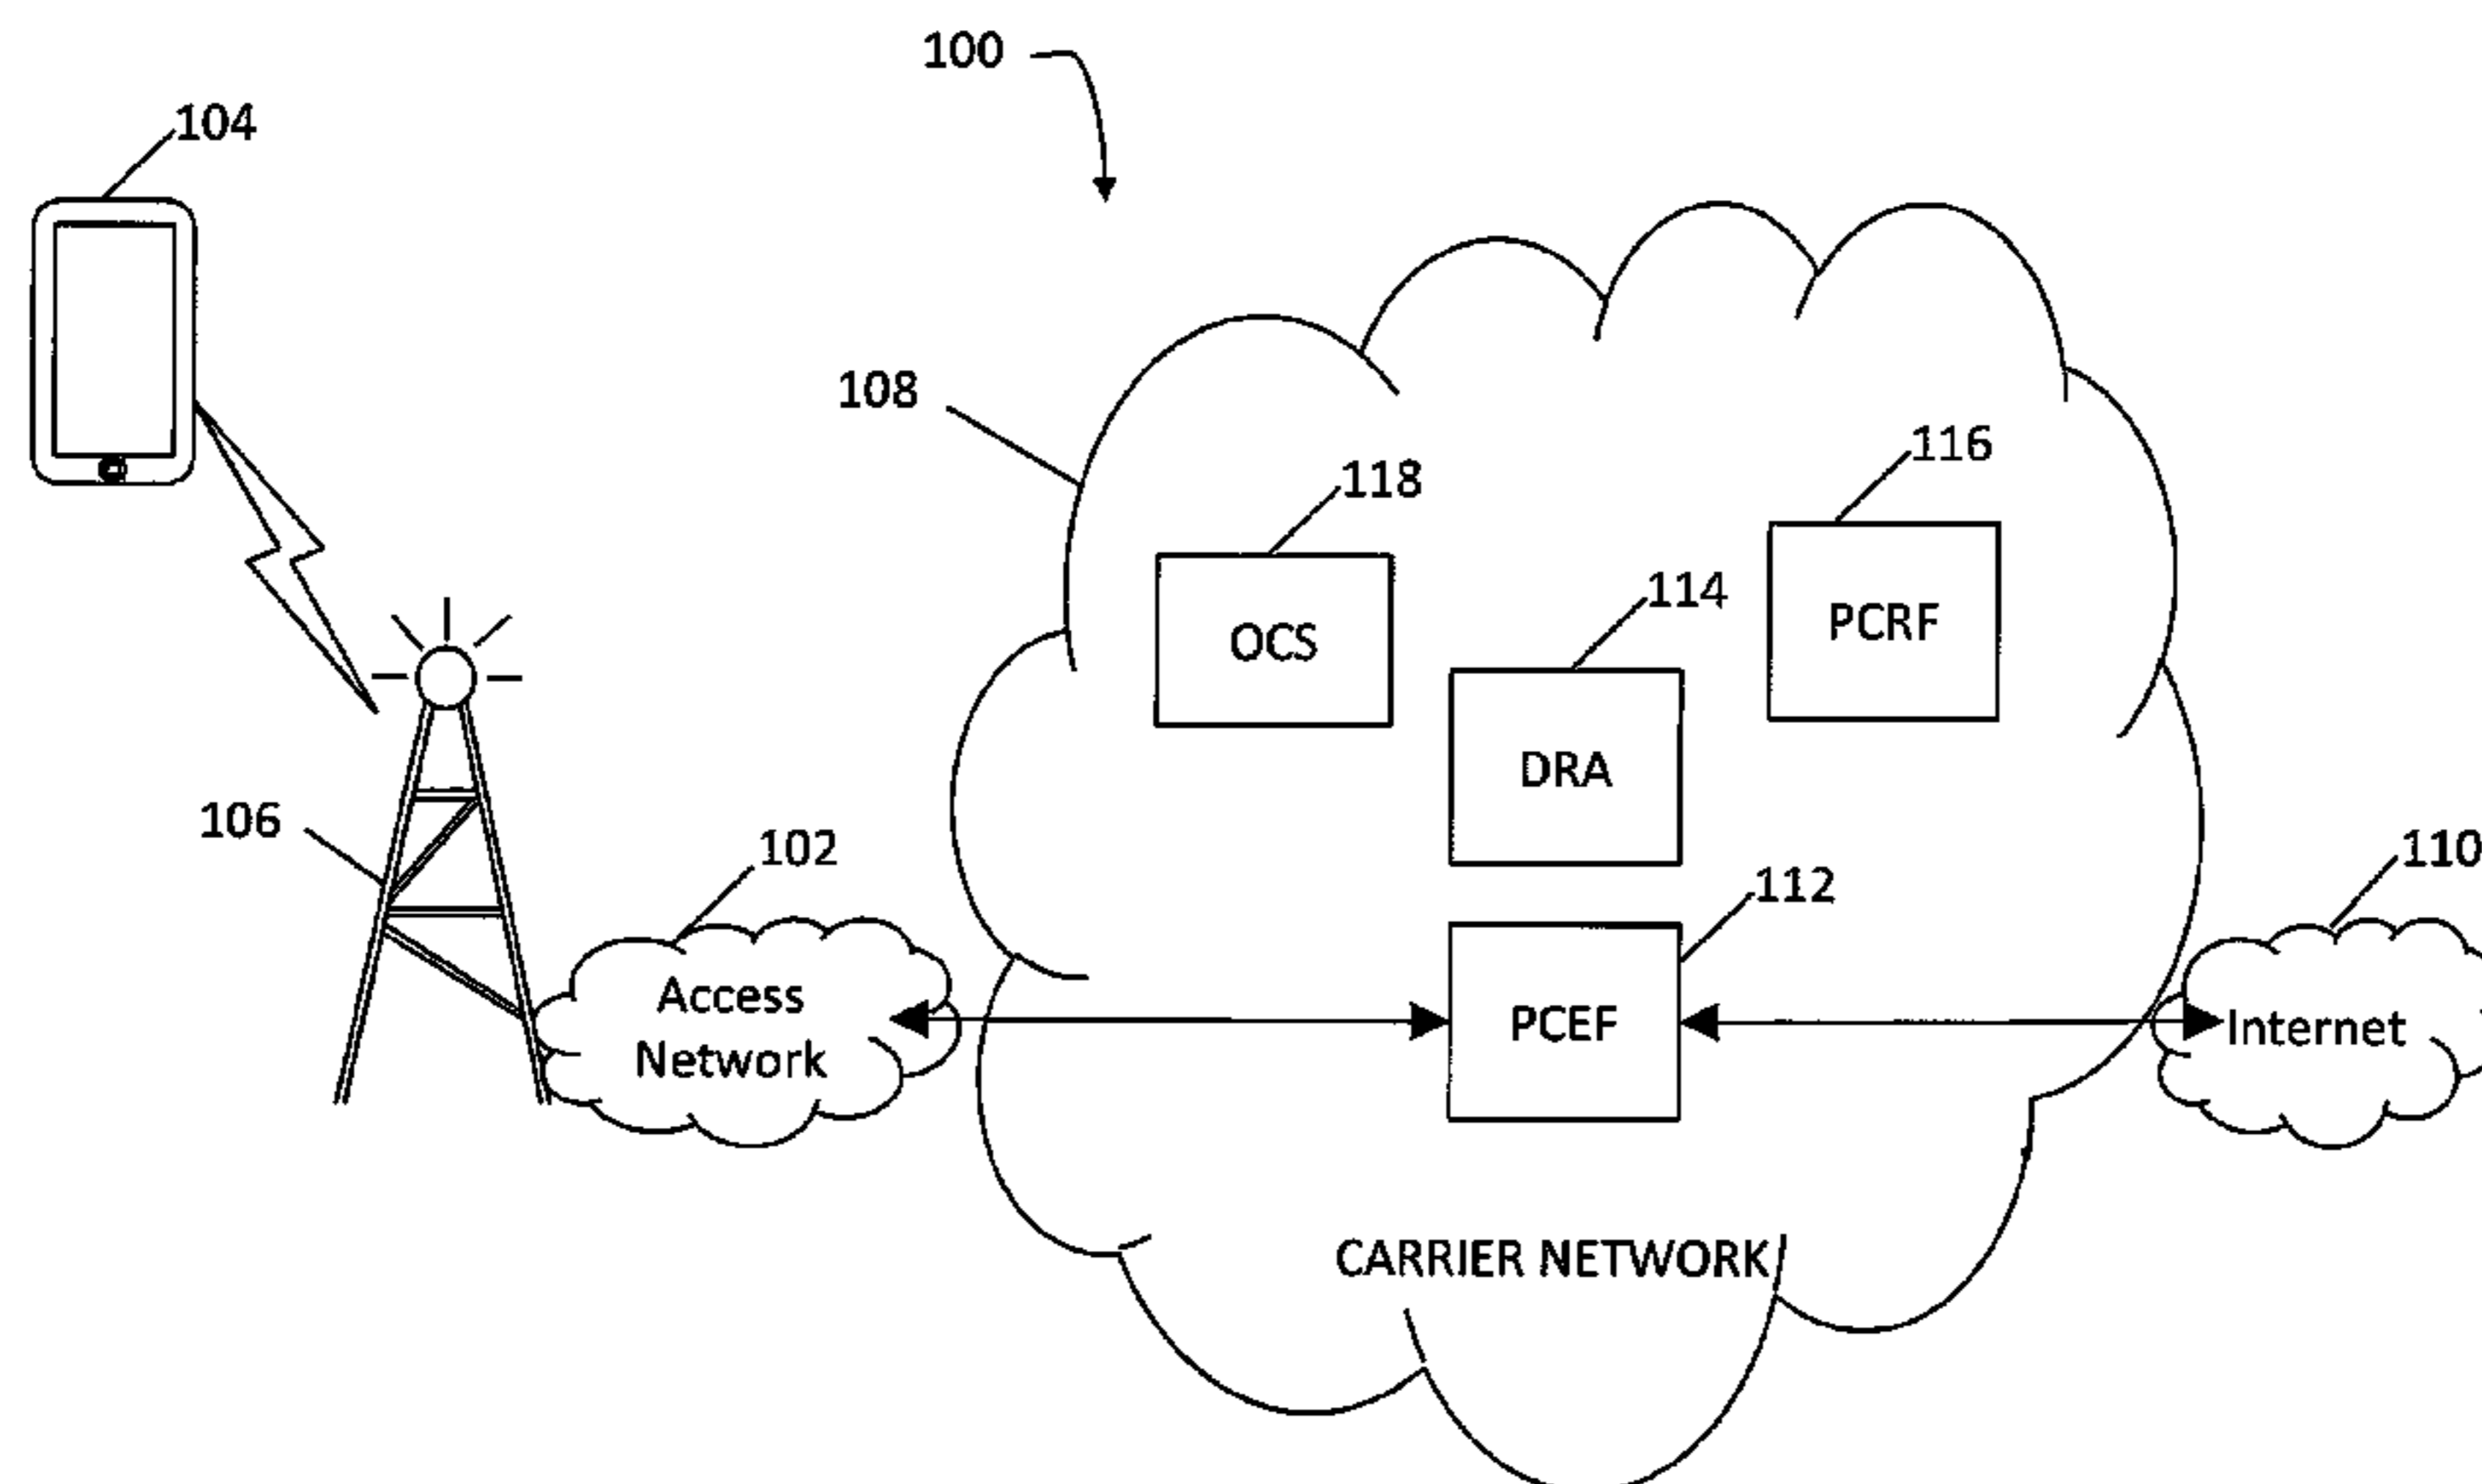 100
104
108
116
118
114
PCRF
OCS
DRA
106
102
112
110
Access
Network
PCEF
Internet
CARRIER NETWORK